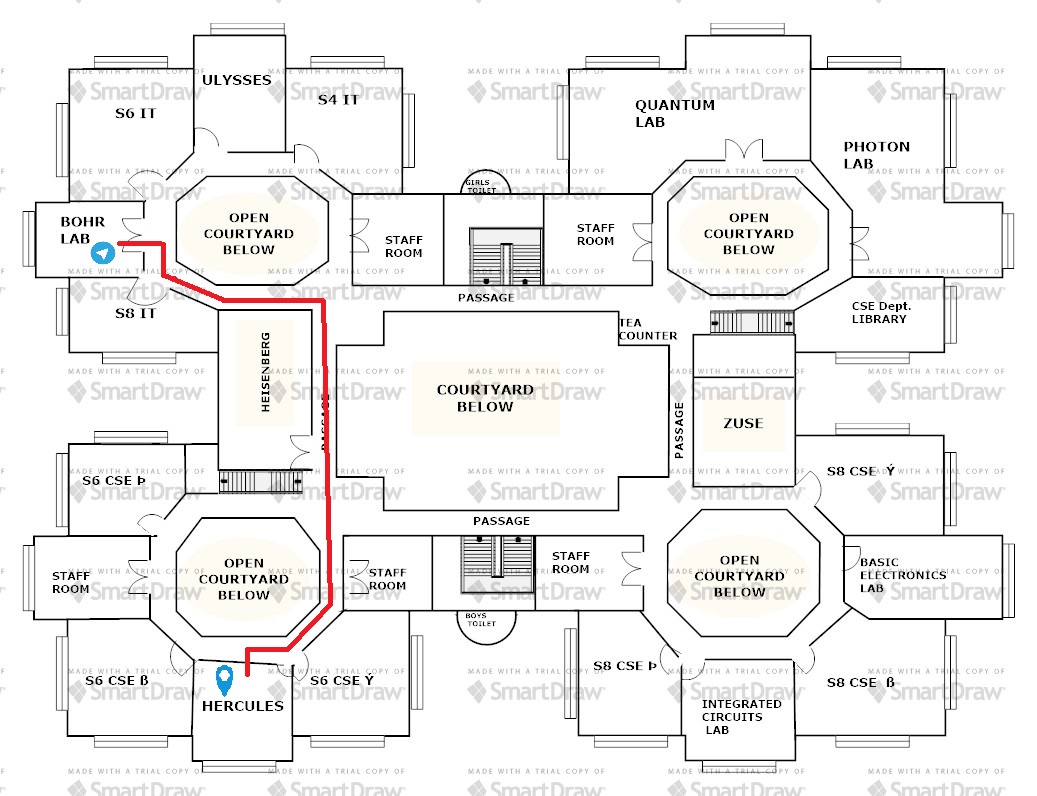 ULYSSES
S6 IT
S4 IT
QUANTUM
LAB
PHOTON
LAB
GIRLS
TOILET
BOHR
LAB
OPEN
COURTYARD
BELOW
STAFF
ROOM
STAFF
ROOM
OPEN
COURTYARD
BELOW
PASSAGE
S8 IT
CSE Dept.
LIBRARY
TEA
COUNTER
HEISENBERG
PASSAGE
COURTYARD
BELOW
PASSAGE
ZUSE
S6 CSE Þ
S8 CSE Ý
PASSAGE
STAFF
ROOM
OPEN
COURTYARD
BELOW
STAFF
ROOM
STAFF
ROOM
OPEN
COURTYARD
BELOW
BASIC
ELECTRONICS
LAB
BOYS
TOILET
S6 CSE ß
HERCULES
S6 CSE Ý
S8 CSE Þ
INTEGRATED
CIRCUITS
LAB
S8 CSE ß
MADE WITH A TRIAL COPY OF
SmartDraw